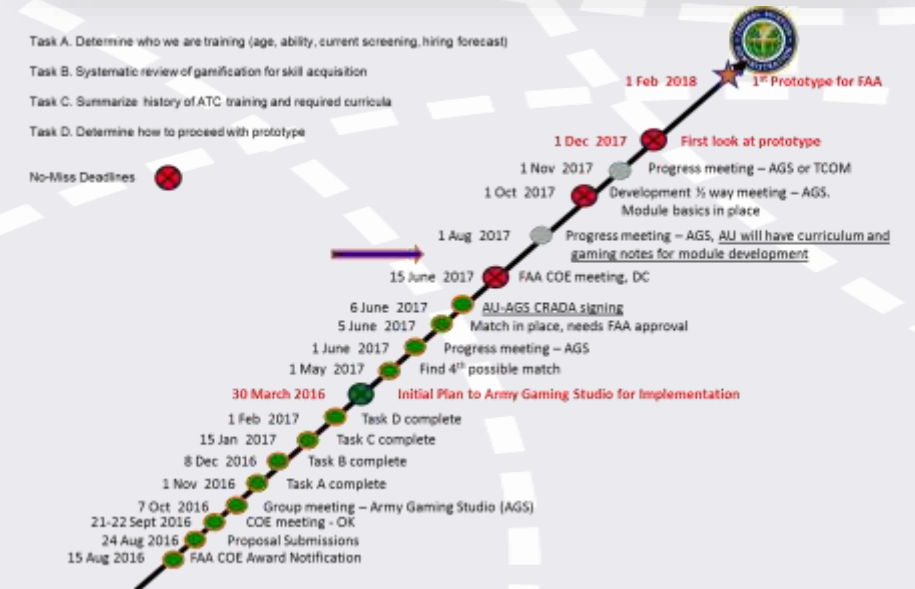 Task A. Determine who we are training (age, ability, current screening, hiring forecast)
Task B. Systematic review of gamification for skill acquisition
Task C. Summarize history of ATC training and required curricula
Task D. Determine how to proceed with prototype
No-Miss Deadlines
1 Feb 2018 1st Prototype for FAA
1 Dec 2017 First look at prototype
1 Nov 2017 Progress meeting – AGS or TCOM
1 Oct 2017 Development ½ way meeting – AGS.
Module basics in place
1 Aug 2017 Progress meeting – AGS, AU will have curriculum and
gaming notes for module development
15 June 2017 FAA COE meeting, DC
6 June 2017 AU-AGS CRADA signing
5 June 2017 Match in place, needs FAA approval
1 June 2017 Progress meeting – AGS
1 May 2017 Find 4th possible match
30 March 2016 Initial Plan to Army Gaming Studio for Implementation
1 Feb 2017 Task D complete
15 Jan 2017 Task C complete
8 Dec 2016 Task B complete
1 Nov 2016 Task A complete
7 Oct 2016 Group meeting – Army Gaming Studio (AGS)
21-22 Sept 2016 COE meeting - OK
24 Aug 2016 Proposal Submissions
15 Aug 2016 FAA COE Award Notification